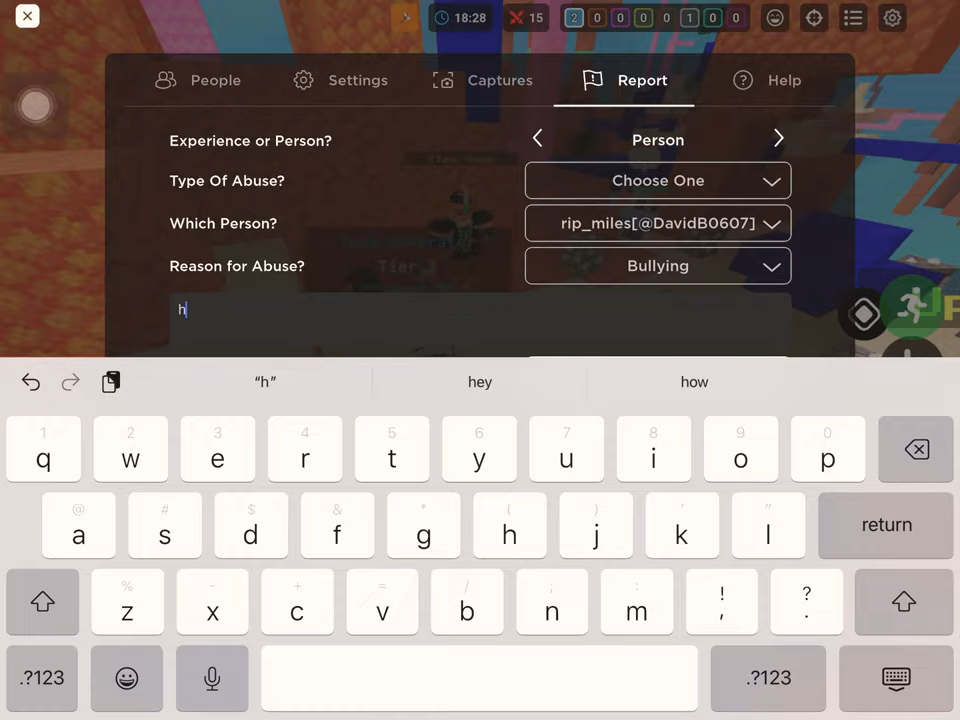 18:28 15 2 0 0 0 0 1 0 0
People Settings Captures Report Help
Experience or Person? Person
Type Of Abuse? Choose One
Which Person? rip_miles[@DavidB0607]
Reason for Abuse? Bullying
Tier 1
h
“h” hey how
1 2 3 4 5 6 7 8 9 0
q w e r t y u i o p
@ # $ & * ( ) ' "
a s d f g h j k l return
% - + = / ; : ! ?
z x c v b n m , .
.?123 .?123